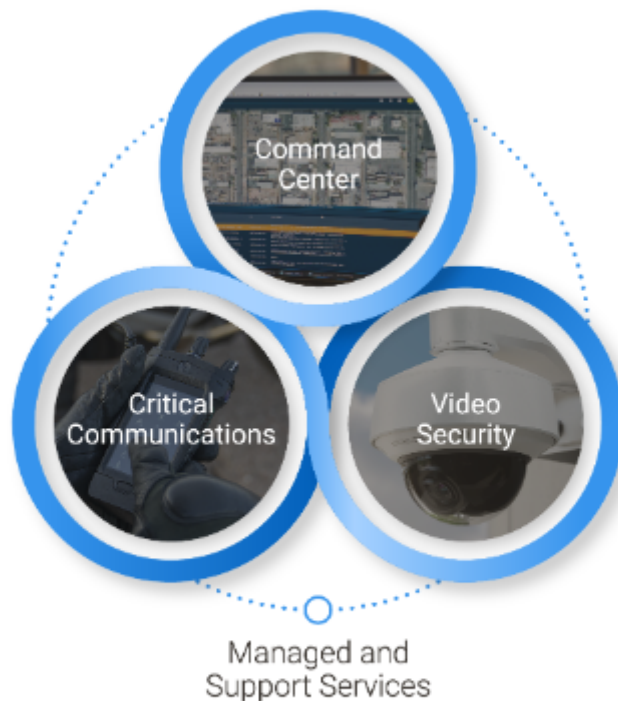 Command
Center
Critical
Communications
Video
Security
Managed and
Support Services